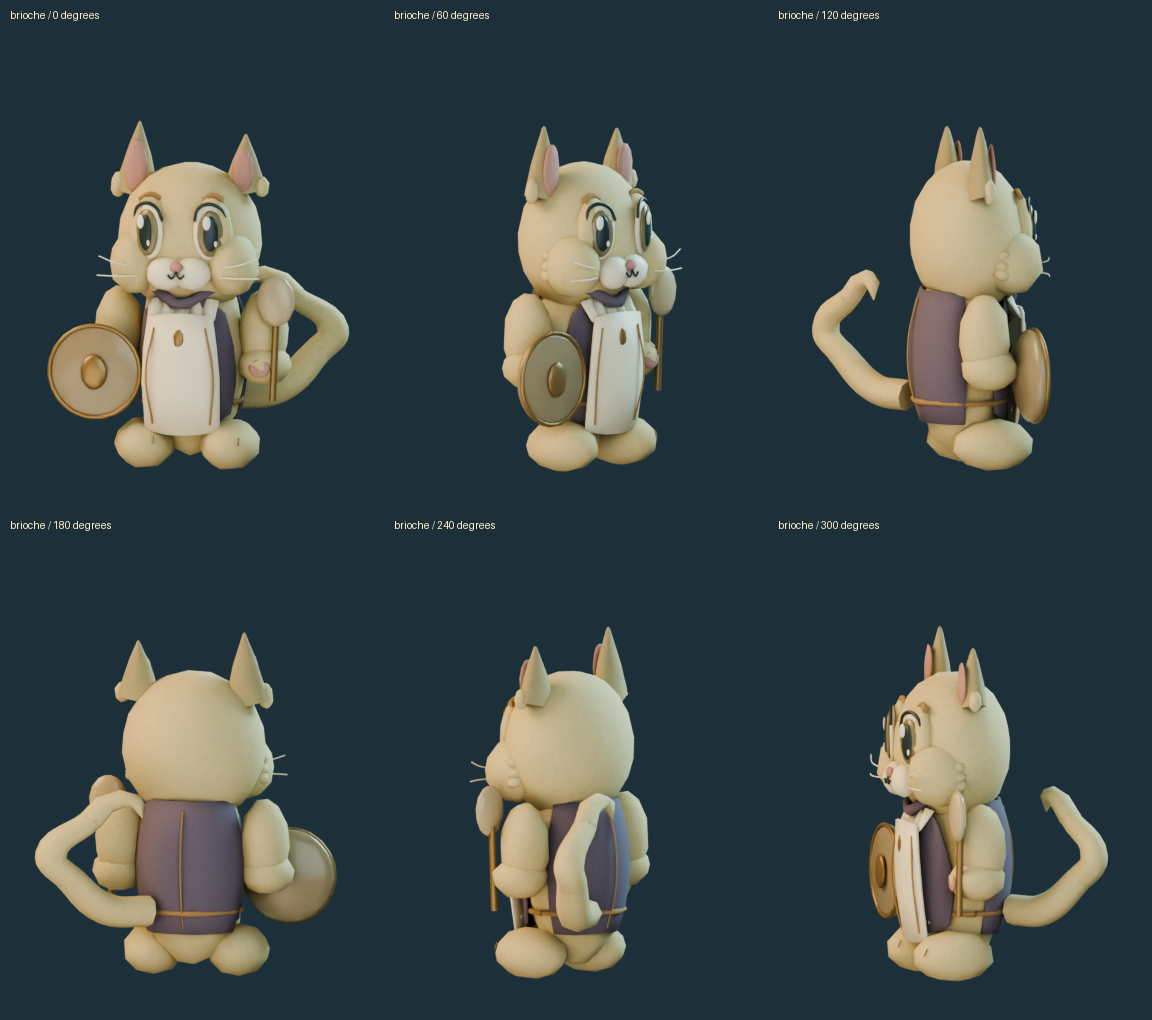 brioche / 0 degrees
brioche / 60 degrees
brioche / 120 degrees
brioche / 180 degrees
brioche / 240 degrees
brioche / 300 degrees